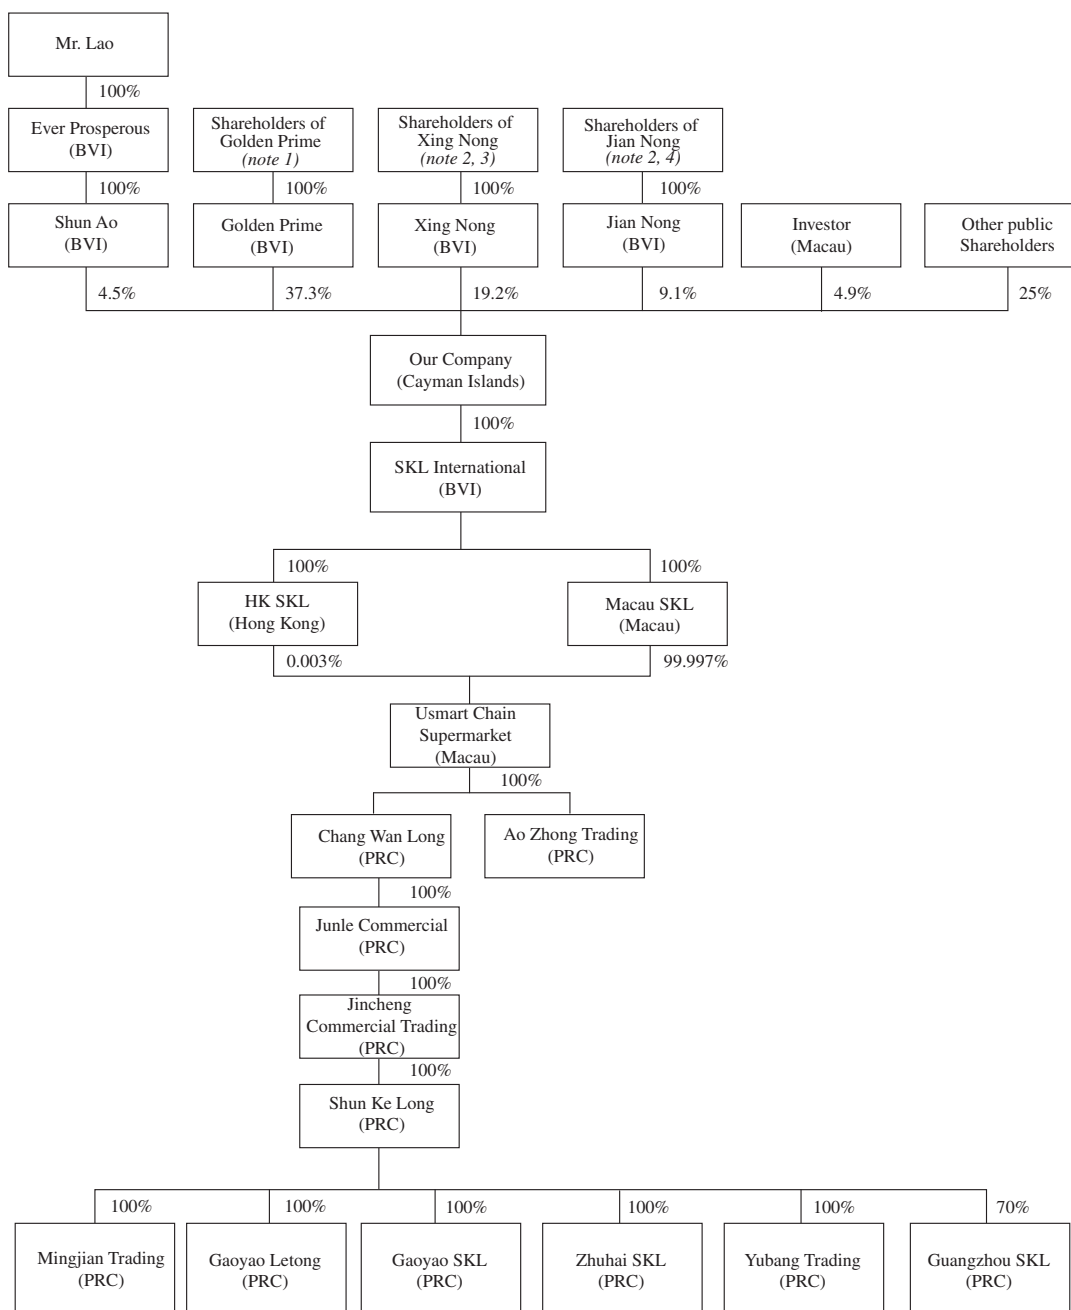 Mr. Lao
100%
Ever Prosperous
(BVI)
Shareholders of
Golden Prime
(note 1)
Shareholders of
Xing Nong
(note 2, 3)
Shareholders of
Jian Nong
(note 2, 4)
100%
100%
100%
100%
Shun Ao
(BVI)
Golden Prime
(BVI)
Xing Nong
(BVI)
Jian Nong
(BVI)
Investor
(Macau)
Other public
Shareholders
4.5%
37.3%
19.2%
9.1%
4.9%
25%
Our Company
(Cayman Islands)
100%
SKL International
(BVI)
100%
100%
HK SKL
(Hong Kong)
Macau SKL
(Macau)
0.003%
99.997%
Usmart Chain
Supermarket
(Macau)
100%
Chang Wan Long
(PRC)
Ao Zhong Trading
(PRC)
100%
Junle Commercial
(PRC)
100%
Jincheng
Commercial Trading
(PRC)
100%
Shun Ke Long
(PRC)
100%
100%
100%
100%
100%
70%
Mingjian Trading
(PRC)
Gaoyao Letong
(PRC)
Gaoyao SKL
(PRC)
Zhuhai SKL
(PRC)
Yubang Trading
(PRC)
Guangzhou SKL
(PRC)